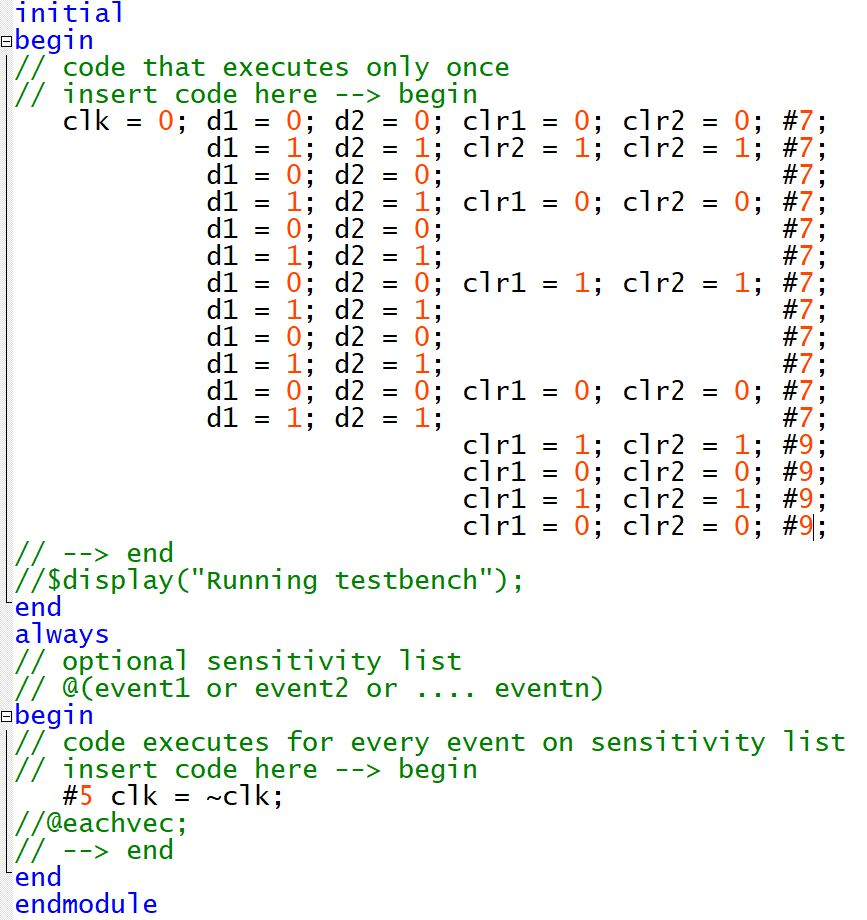 initial
begin
// code that executes only once
// insert code here --> begin
clk = 0; d1 = 0; d2 = 0; clr1 = 0; clr2 = 0; #7;
d1 = 1; d2 = 1; clr2 = 1; clr2 = 1; #7;
d1 = 0; d2 = 0; #7;
d1 = 1; d2 = 1; clr1 = 0; clr2 = 0; #7;
d1 = 0; d2 = 0; #7;
d1 = 1; d2 = 1; #7;
d1 = 0; d2 = 0; clr1 = 1; clr2 = 1; #7;
d1 = 1; d2 = 1; #7;
d1 = 0; d2 = 0; #7;
d1 = 1; d2 = 1; #7;
d1 = 0; d2 = 0; clr1 = 0; clr2 = 0; #7;
d1 = 1; d2 = 1; #7;
clr1 = 1; clr2 = 1; #9;
clr1 = 0; clr2 = 0; #9;
clr1 = 1; clr2 = 1; #9;
clr1 = 0; clr2 = 0; #9;
// --> end
//$display("Running testbench");
end
always
// optional sensitivity list
// @(event1 or event2 or .... eventn)
begin
// code executes for every event on sensitivity list
// insert code here --> begin
#5 clk = ~clk;
//@eachvec;
// --> end
end
endmodule